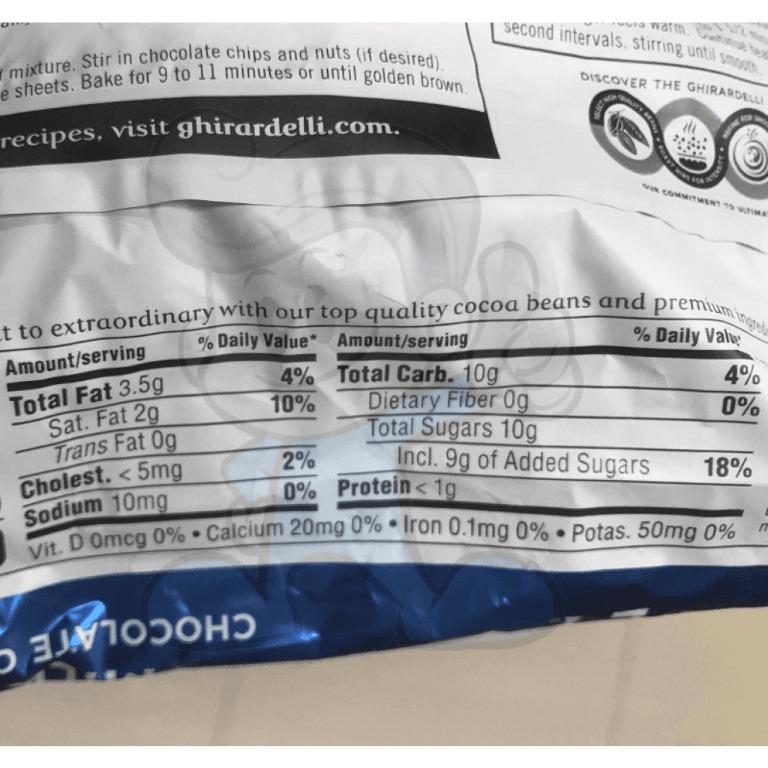 mixture. Stir in chocolate chips and nuts (if desired).
e sheets. Bake for 9 to 11 minutes or until golden brown.
recipes, visit ghirardelli.com.
warm.
second intervals, stirring until smooth.
DISCOVER THE GHIRARDELLI
OUR COMMITMENT TO ULTIMA
t to extraordinary with our top quality cocoa beans and premium ingred
Amount/serving % Daily Value*
Total Fat 3.5g 4%
Sat. Fat 2g 10%
Trans Fat 0g
Cholest. < 5mg 2%
Sodium 10mg 0%
Amount/serving % Daily Value
Total Carb. 10g 4%
Dietary Fiber 0g 0%
Total Sugars 10g
Incl. 9g of Added Sugars 18%
Protein < 1g
Vit. D 0mcg 0% • Calcium 20mg 0% • Iron 0.1mg 0% • Potas. 50mg 0%
CHOCOLATE C